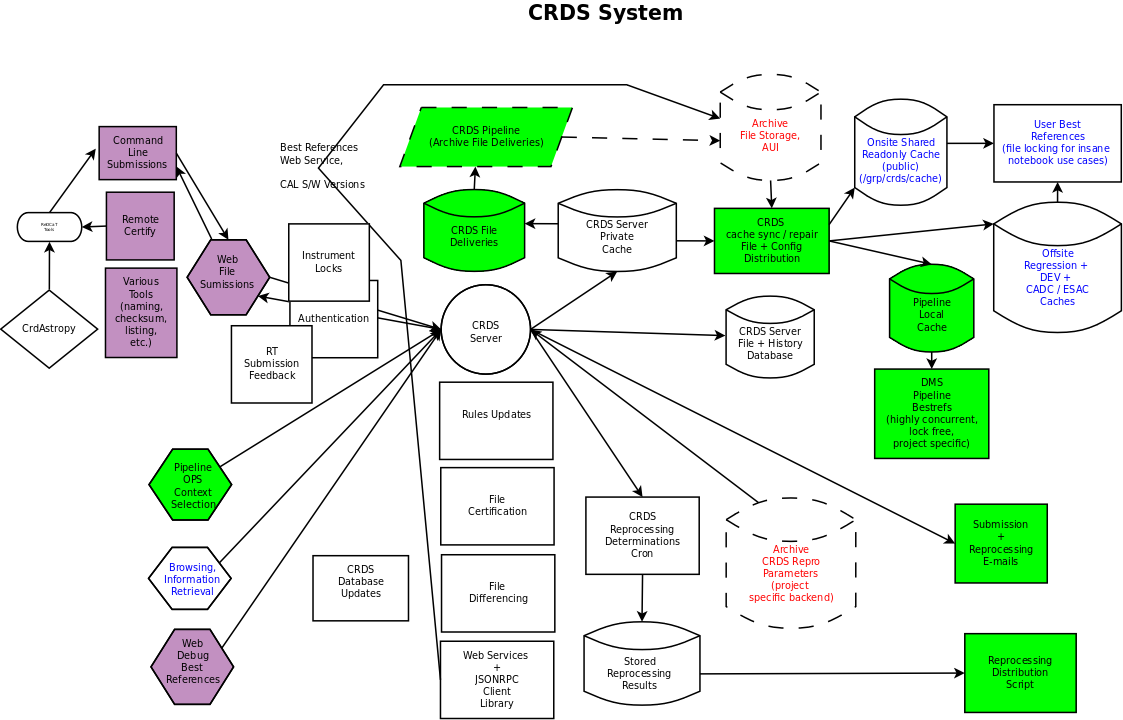 CRDS System
Command
Line
Submissions
Remote
Certify
Various
Tools
(naming,
checksum,
listing,
etc.)
Tools
CrdAstropy
Web
File
Sumissions
Best References
Web Service,
CAL S/W Versions
Instrument
Locks
Authentication
RT
Submission
Feedback
CRDS Pipeline
(Archive File Deliveries)
CRDS File
Deliveries
CRDS Server
Private
Cache
CRDS
Server
Archive
File Storage,
AUI
CRDS
cache sync / repair
File + Config
Distribution
CRDS Server
File + History
Database
Onsite Shared
Readonly Cache
(public)
(/grp/crds/cache)
User Best
References
(file locking for insane
notebook use cases)
Offsite
Regression +
DEV +
CADC / ESAC
Caches
Pipeline
Local
Cache
DMS
Pipeline
Bestrefs
(highly concurrent,
lock free,
project specific)
Rules Updates
File
Certification
File
Differencing
Web Services
+
JSONRPC
Client
Library
CRDS
Database
Updates
Pipeline
OPS
Context
Selection
Browsing,
Information
Retrieval
Web
Debug
Best
References
CRDS
Reprocessing
Determinations
Cron
Archive
CRDS Repro
Parameters
(project
specific backend)
Stored
Reprocessing
Results
Submission
+
Reprocessing
E-mails
Reprocessing
Distribution
Script